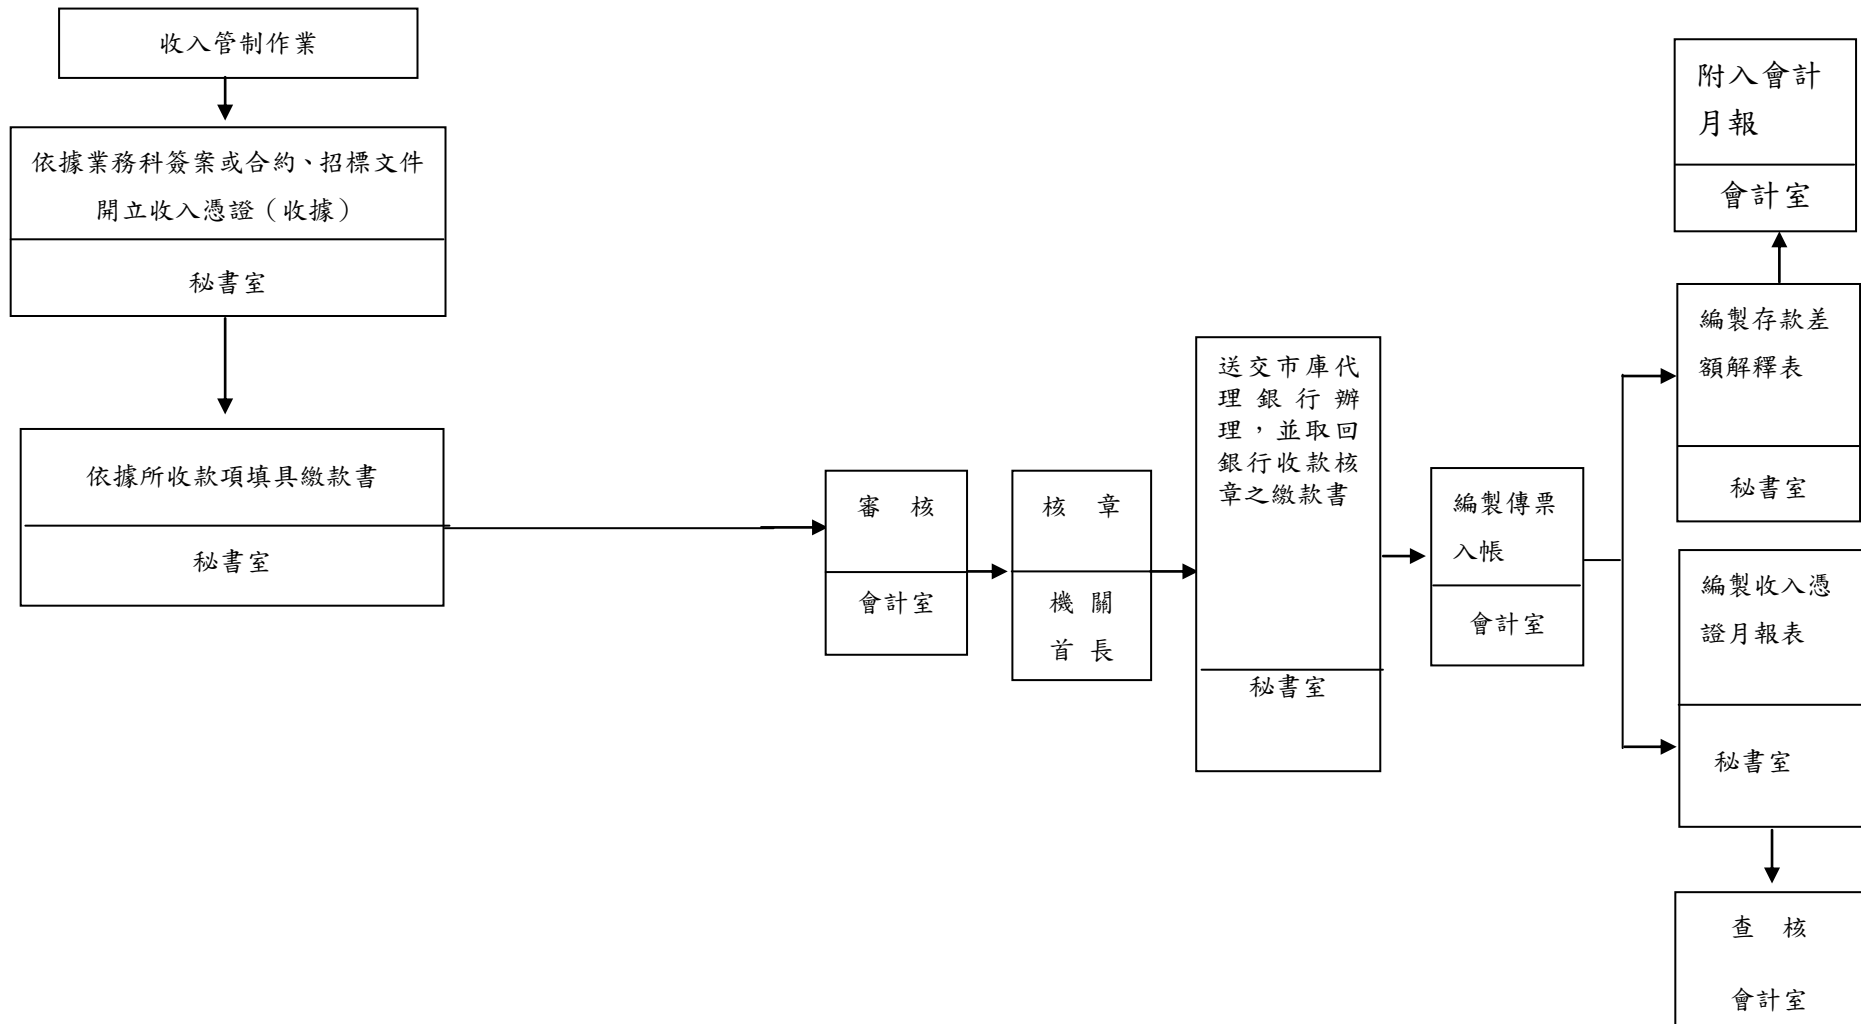 收入管制作業
依據業務科簽案或合約、招標文件
開立收入憑證（收據）
秘書室
依據所收款項填具繳款書
秘書室
審 核
會計室
核 章
機 關
首 長
送交市庫代
理銀行辦
理，並取回
銀行收款核
章之繳款書
秘書室
編製傳票
入帳
會計室
編製存款差
額解釋表
秘書室
附入會計
月報
會計室
編製收入憑
證月報表
秘書室
查 核
會計室